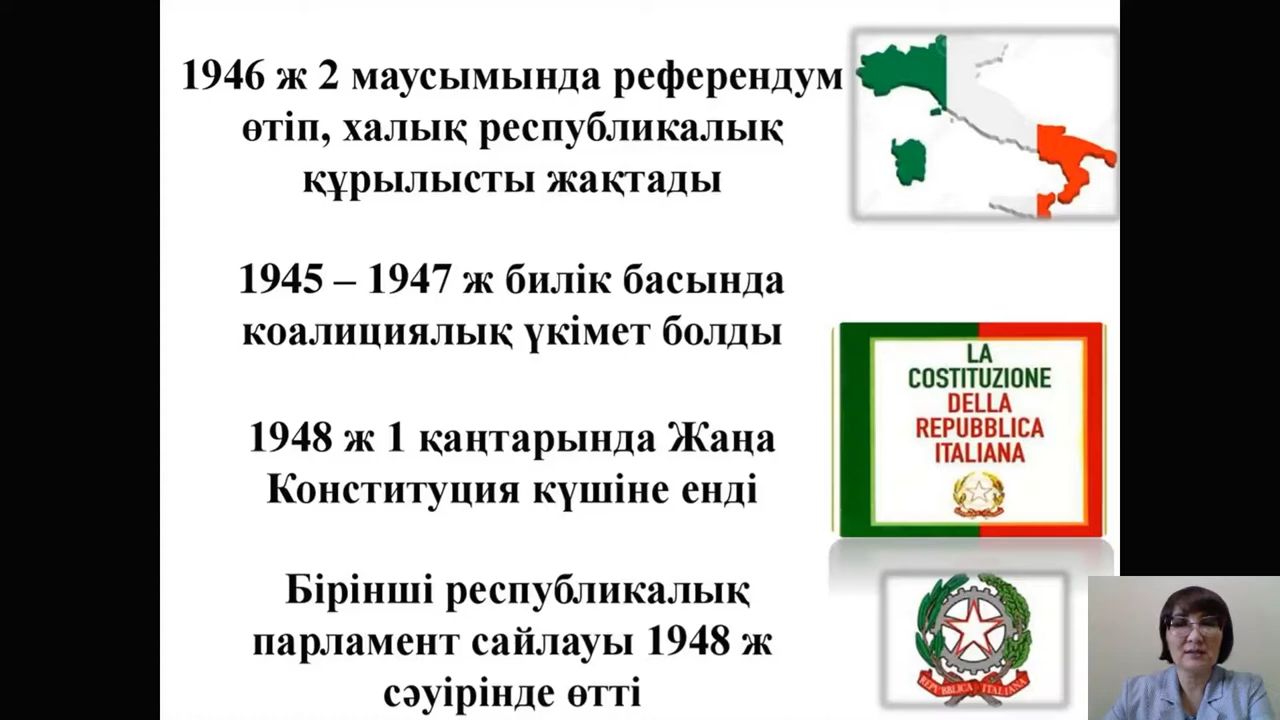 1946 ж 2 маусымында референдум
өтіп, халық республикалық
құрылысты жақтады
1945 – 1947 ж билік басында
коалициялық үкімет болды
1948 ж 1 қаңтарында Жаңа
Конституция күшіне енді
Бірінші республикалық
парламент сайлауы 1948 ж
сәуірінде өтті
LA
COSTITUZIONE
DELLA
REPUBBLICA
ITALIANA
REPVBBLICA ITALIANA